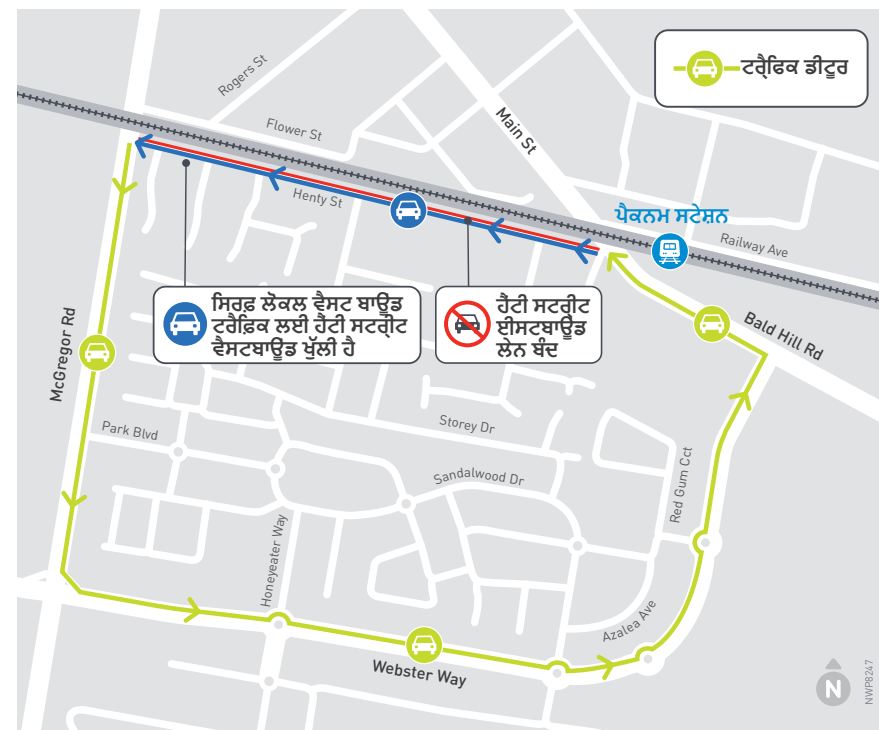 ਟਰੈਫਿਕ ਡੀਟੂਰ
Rogers St
Flower St
Main St
Henty St
ਪੈਕਨਮ ਸਟੇਸ਼ਨ
Railway Ave
ਸਿਰਫ਼ ਲੋਕਲ ਵੈਸਟ ਬਾਊਂਡ
ਟਰੈਫ਼ਿਕ ਲਈ ਹੈਂਟੀ ਸਟਰੀਟ
ਵੈਸਟਬਾਊਂਡ ਖੁੱਲੀ ਹੈ
ਹੈਂਟੀ ਸਟਰੀਟ
ਈਸਟਬਾਊਂਡ
ਲੇਨ ਬੰਦ
Bald Hill Rd
McGregor Rd
Park Blvd
Storey Dr
Sandalwood Dr
Red Gum Cct
Honeyeater Way
Azalea Ave
Webster Way
N
NWP8247